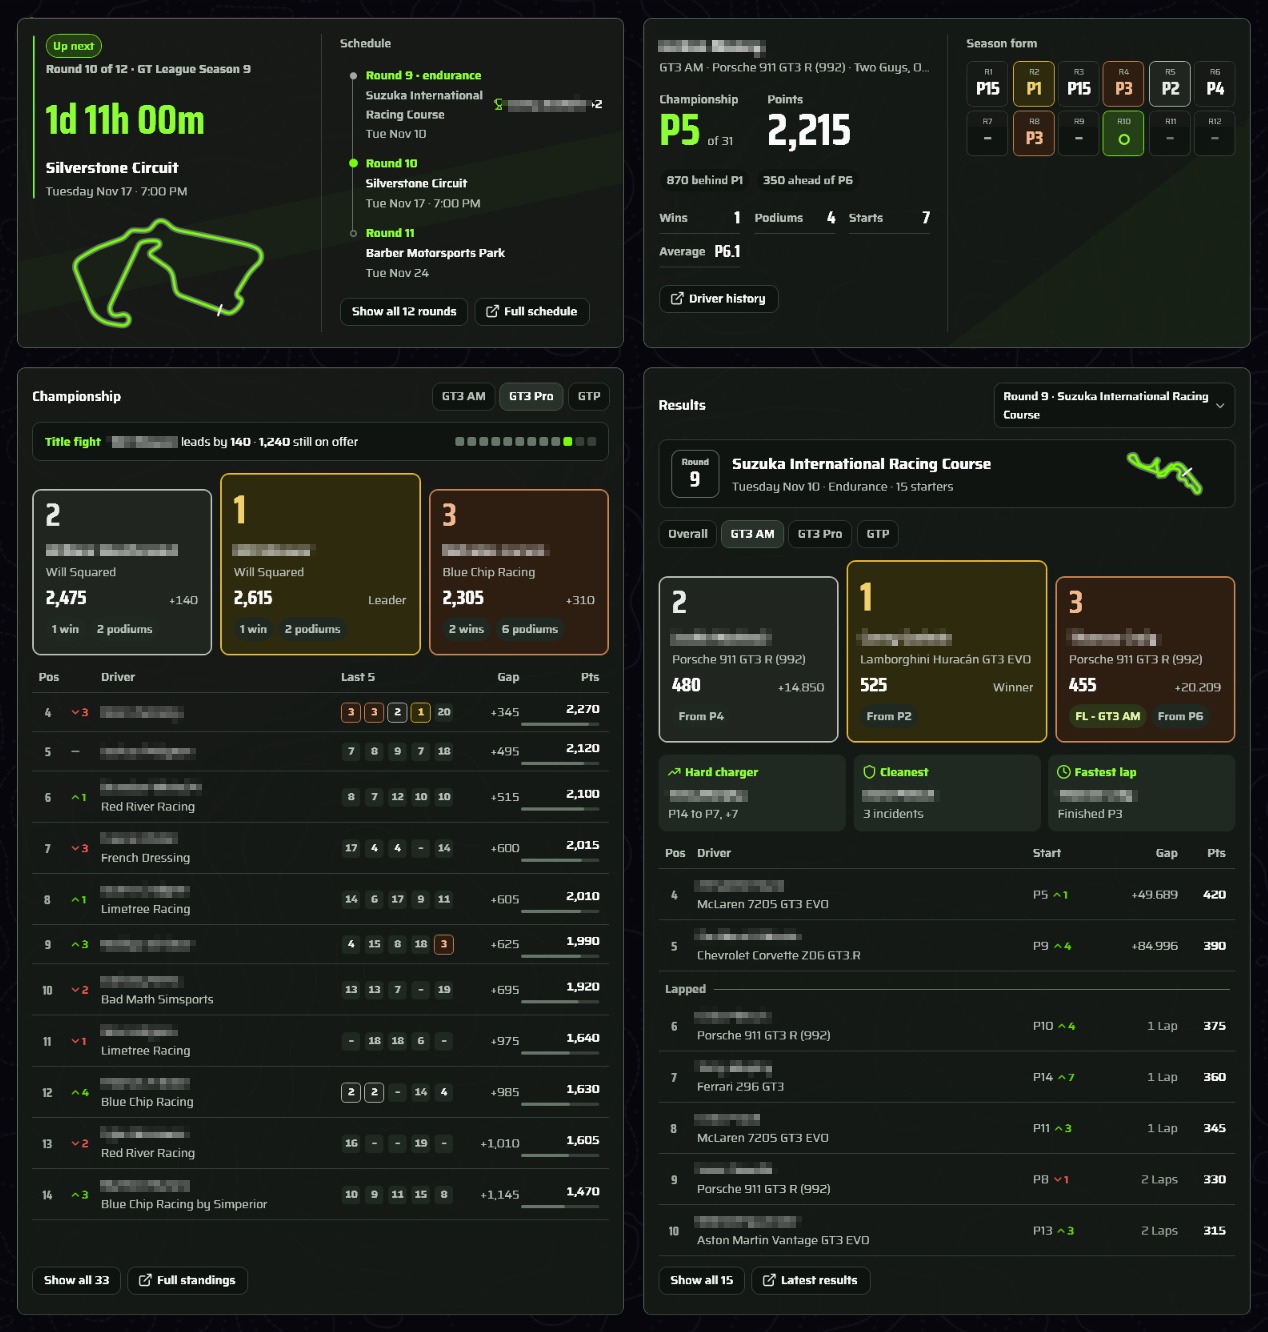 Up next
Round 10 of 12 · GT League Season 9
1d 11h 00m
Silverstone Circuit
Tuesday Nov 17 · 7:00 PM
Schedule
Round 9 · endurance
Suzuka International
Racing Course
+2
Tue Nov 10
Round 10
Silverstone Circuit
Tue Nov 17 · 7:00 PM
Round 11
Barber Motorsports Park
Tue Nov 24
Show all 12 rounds
Full schedule
GT3 AM · Porsche 911 GT3 R (992) · Two Guys, O...
Championship
Points
P5 of 31
2,215
870 behind P1
350 ahead of P6
Wins 1
Podiums 4
Starts 7
Average P6.1
Driver history
Season form
R1 R2 R3 R4 R5 R6
P15 P1 P15 P3 P2 P4
R7 R8 R9 R10 R11 R12
– P3 – – –
Championship
GT3 AM
GT3 Pro
GTP
Title fight leads by 140 · 1,240 still on offer
2
Will Squared
2,475 +140
1 win 2 podiums
1
Will Squared
2,615 Leader
1 win 2 podiums
3
Blue Chip Racing
2,305 +310
2 wins 6 podiums
Pos Driver Last 5 Gap Pts
4 3 3 3 2 1 20 +345 2,270
5 – 7 8 9 7 18 +495 2,120
6 1 Red River Racing 8 7 12 10 10 +515 2,100
7 3 French Dressing 17 4 4 – 14 +600 2,015
8 1 Limetree Racing 14 6 17 9 11 +605 2,010
9 3 4 15 8 18 3 +625 1,990
10 2 Bad Math Simsports 13 13 7 – 19 +695 1,920
11 1 Limetree Racing – 18 18 6 – +975 1,640
12 4 Blue Chip Racing 2 2 – 14 4 +985 1,630
13 2 Red River Racing 16 – – 19 – +1,010 1,605
14 3 Blue Chip Racing by Simperior 10 9 11 15 8 +1,145 1,470
Show all 33
Full standings
Results
Round 9 · Suzuka International Racing
Course
Round
9
Suzuka International Racing Course
Tuesday Nov 10 · Endurance · 15 starters
Overall
GT3 AM
GT3 Pro
GTP
2
Porsche 911 GT3 R (992)
480 +14.850
From P4
1
Lamborghini Huracán GT3 EVO
525 Winner
From P2
3
Porsche 911 GT3 R (992)
455 +20.209
FL - GT3 AM From P6
Hard charger
P14 to P7, +7
Cleanest
3 incidents
Fastest lap
Finished P3
Pos Driver Start Gap Pts
4 McLaren 720S GT3 EVO P5 1 +49.689 420
5 Chevrolet Corvette Z06 GT3.R P9 4 +84.996 390
Lapped
6 Porsche 911 GT3 R (992) P10 4 1 Lap 375
7 Ferrari 296 GT3 P14 7 1 Lap 360
8 McLaren 720S GT3 EVO P11 3 1 Lap 345
9 Porsche 911 GT3 R (992) P8 1 2 Laps 330
10 Aston Martin Vantage GT3 EVO P13 3 2 Laps 315
Show all 15
Latest results